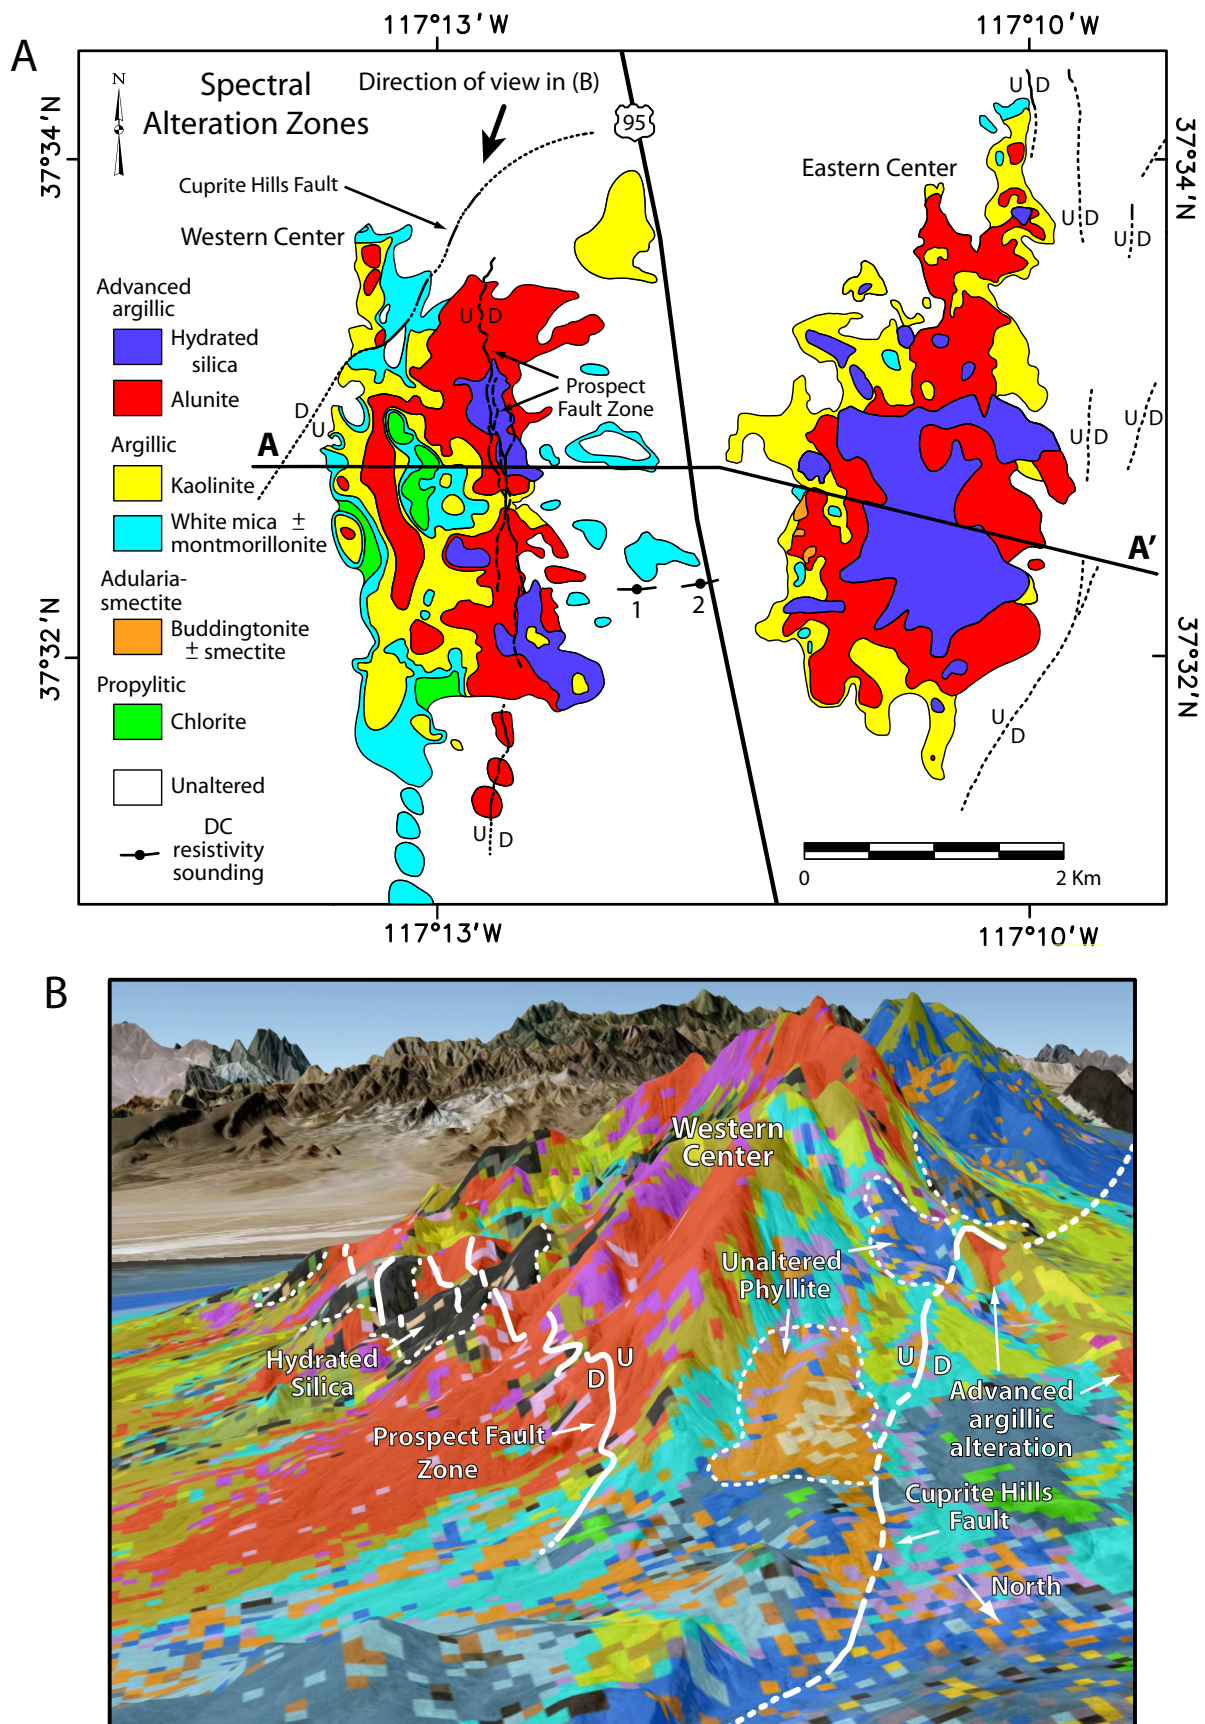 A
117°13'W
117°10'W
N
Spectral
Alteration Zones
Direction of view in (B)
95
37°34'N
37°34'N
Cuprite Hills Fault
Western Center
Eastern Center
U D
U D
U D
Advanced
argillic
Hydrated
silica
Alunite
U D
Prospect
Fault Zone
D
U
A
U D
U D
Argillic
Kaolinite
White mica ±
montmorillonite
A'
Adularia-
smectite
Buddingtonite
± smectite
1
2
37°32'N
37°32'N
Propylitic
Chlorite
U
D
Unaltered
DC
resistivity
sounding
U D
0
2 Km
117°13'W
117°10'W
B
Western
Center
Unaltered
Phyllite
Hydrated
Silica
U
D
U
D
Prospect Fault
Zone
Advanced
argillic
alteration
Cuprite Hills
Fault
North